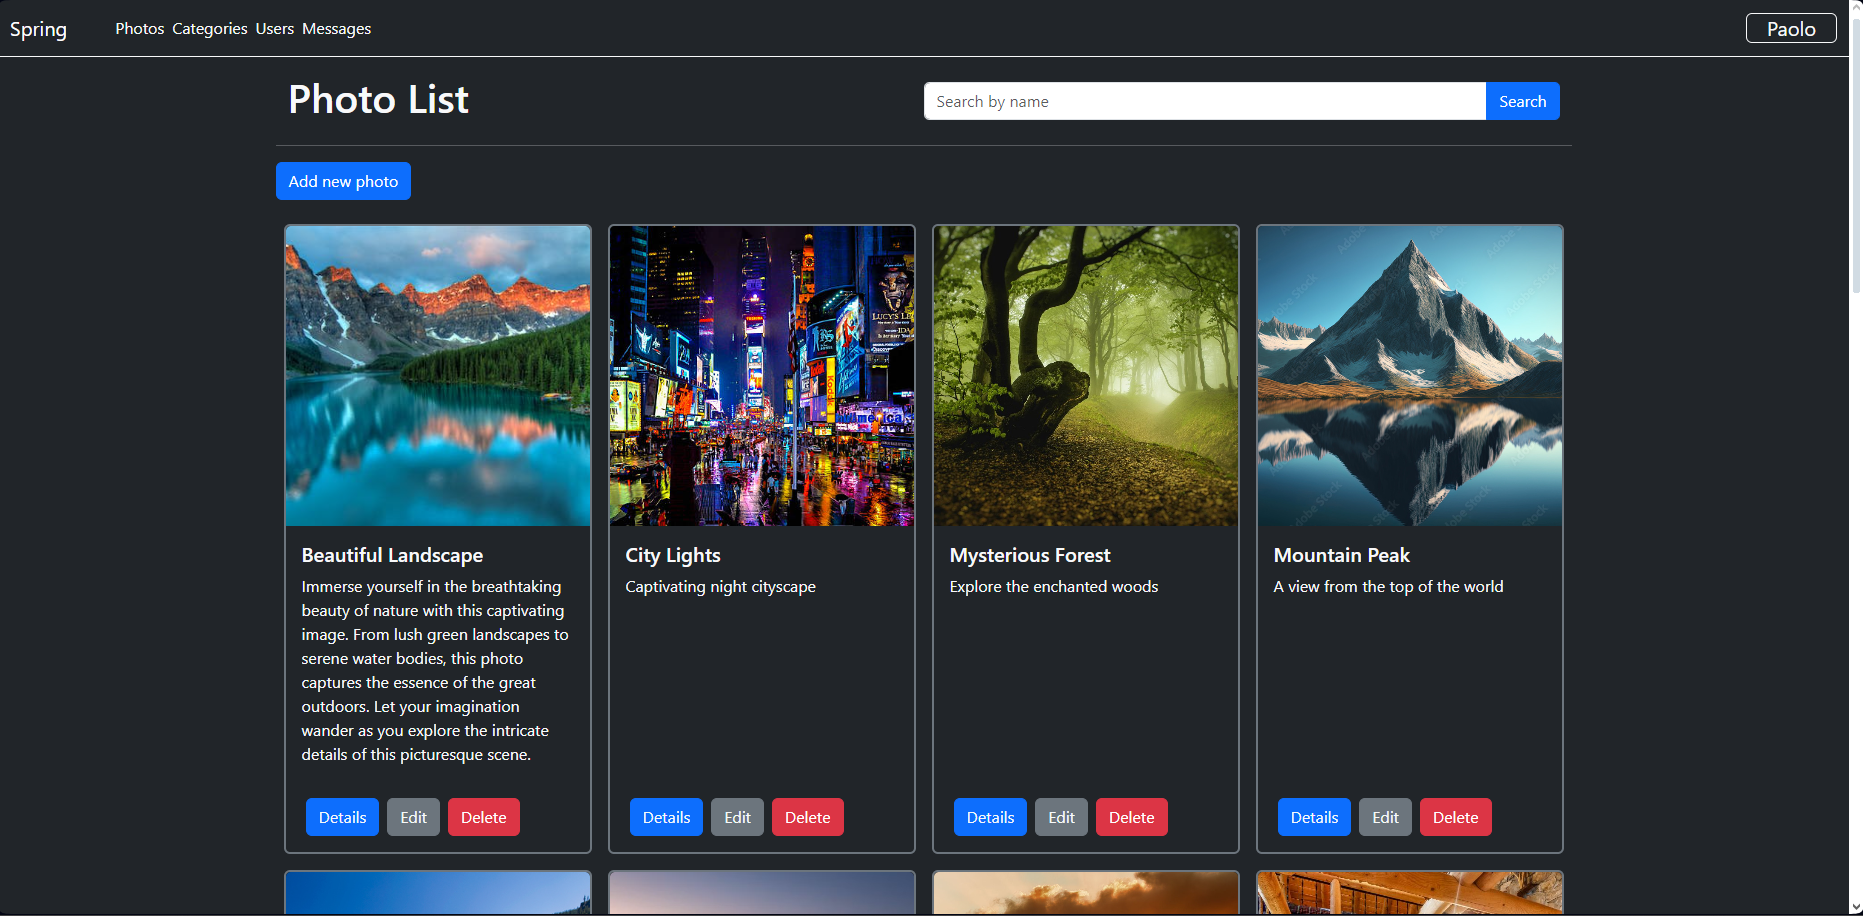 Spring
Photos Categories Users Messages
Paolo
Photo List
Search by name
Search
Add new photo
LUCY'S
Beautiful Landscape
Immerse yourself in the breathtaking
beauty of nature with this captivating
image. From lush green landscapes to
serene water bodies, this photo
captures the essence of the great
outdoors. Let your imagination
wander as you explore the intricate
details of this picturesque scene.
Details
Edit
Delete
City Lights
Captivating night cityscape
Details
Edit
Delete
Mysterious Forest
Explore the enchanted woods
Details
Edit
Delete
Adobe Stock
Mountain Peak
A view from the top of the world
Details
Edit
Delete